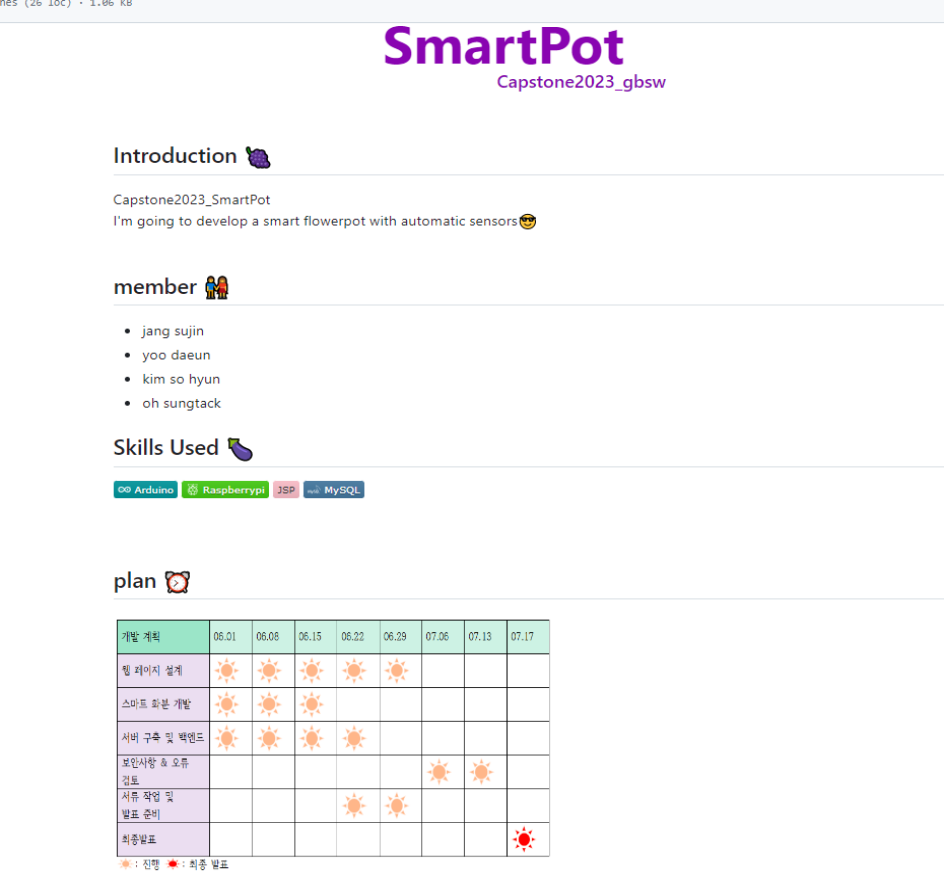 (26 loc) · 1.06 KB
SmartPot
Capstone2023_gbsw
Introduction
Capstone2023_SmartPot
I'm going to develop a smart flowerpot with automatic sensors
member
jang sujin
yoo daeun
kim so hyun
oh sungtack
Skills Used
Arduino Raspberrypi JSP MySQL
plan
개발 계획 06.01 06.08 06.15 06.22 06.29 07.06 07.13 07.17
웹 페이지 설계
스마트 화분 개발
서버 구축 및 백엔드
보안사항 & 오류
검토
서류 작업 및
발표 준비
최종발표
: 진행 : 최종 발표